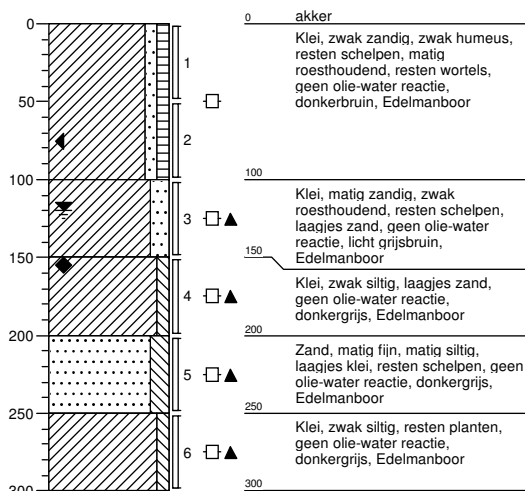 0
50
100
150
200
250
300
1
2
3
4
5
6
0 akker
Klei, zwak zandig, zwak humeus,
resten schelpen, matig
roesthoudend, resten wortels,
geen olie-water reactie,
donkerbruin, Edelmanboor
100
Klei, matig zandig, zwak
roesthoudend, resten schelpen,
laagjes zand, geen olie-water
reactie, licht grijsbruin,
Edelmanboor
150
Klei, zwak siltig, laagjes zand,
geen olie-water reactie,
donkergrijs, Edelmanboor
200
Zand, matig fijn, matig siltig,
laagjes klei, resten schelpen, geen
olie-water reactie, donkergrijs,
Edelmanboor
250
Klei, zwak siltig, resten planten,
geen olie-water reactie,
donkergrijs, Edelmanboor
300